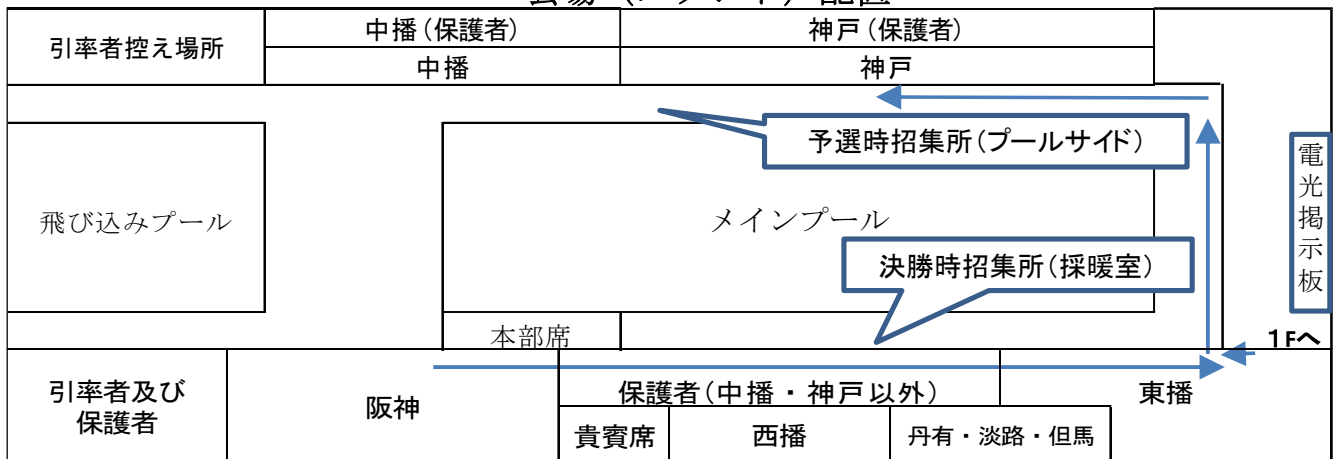 引率者控え場所
中播(保護者)
神戸(保護者)
中播
神戸
予選時招集所(プールサイド)
電光掲示板
飛び込みプール
メインプール
決勝時招集所(採暖室)
本部席
1Fへ
引率者及び
保護者
阪神
保護者(中播・神戸以外)
東播
貴賓席
西播
丹有・淡路・但馬